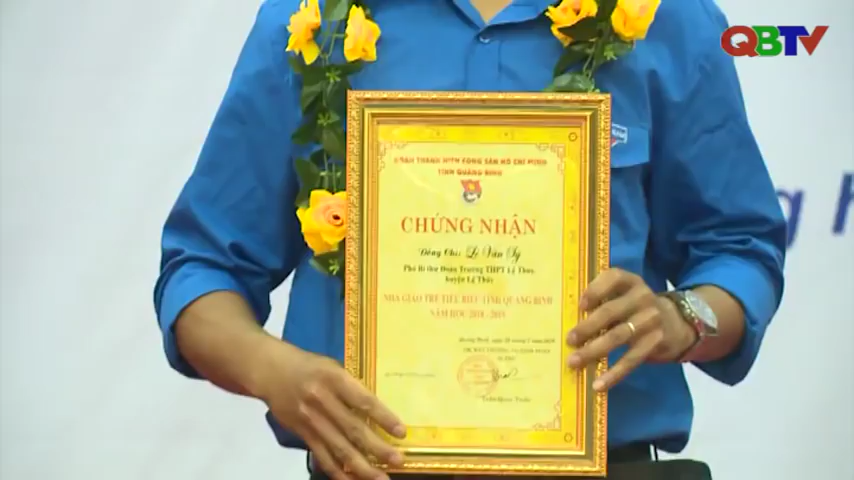 QBTV
ĐOÀN THANH NIÊN CỘNG SẢN HỒ CHÍ MINH
TỈNH QUẢNG BÌNH
CHỨNG NHẬN
Đồng Chí: Lê Văn Sỹ
Phó Bí thư Đoàn Trường THPT Lệ Thủy
huyện Lệ Thủy
NHÀ GIÁO TRẺ TIÊU BIỂU TỈNH QUẢNG BÌNH
NĂM HỌC 2018 - 2019